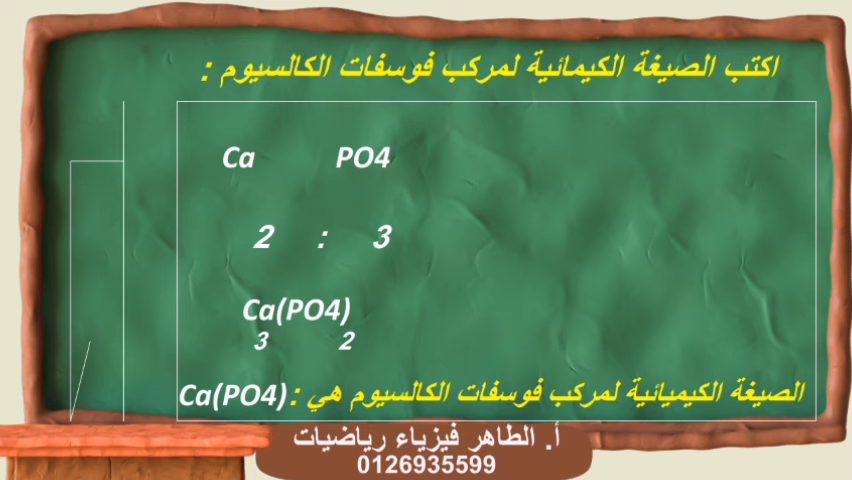 اكتب الصيغة الكيمائية لمركب فوسفات الكالسيوم :
Ca PO4
2 : 3
Ca(PO4)
3 2
الصيغة الكيميائية لمركب فوسفات الكالسيوم هي : Ca(PO4)
أ. الطاهر فيزياء رياضيات
0126935599